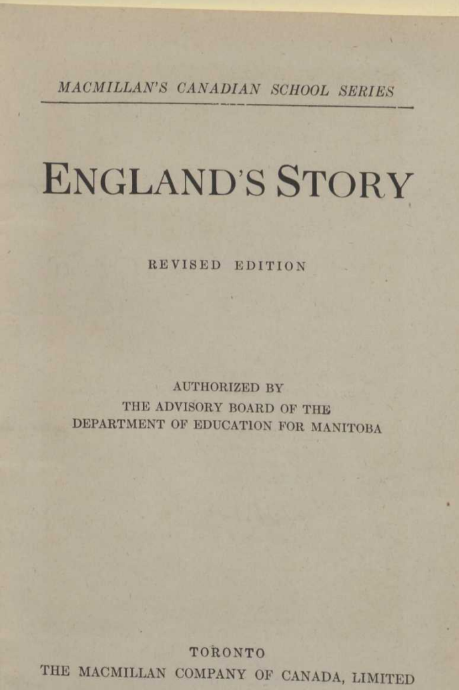 MACMILLAN'S CANADIAN SCHOOL SERIES
ENGLAND'S STORY
REVISED EDITION
AUTHORIZED BY
THE ADVISORY BOARD OF THE
DEPARTMENT OF EDUCATION FOR MANITOBA
TORONTO
THE MACMILLAN COMPANY OF CANADA, LIMITED